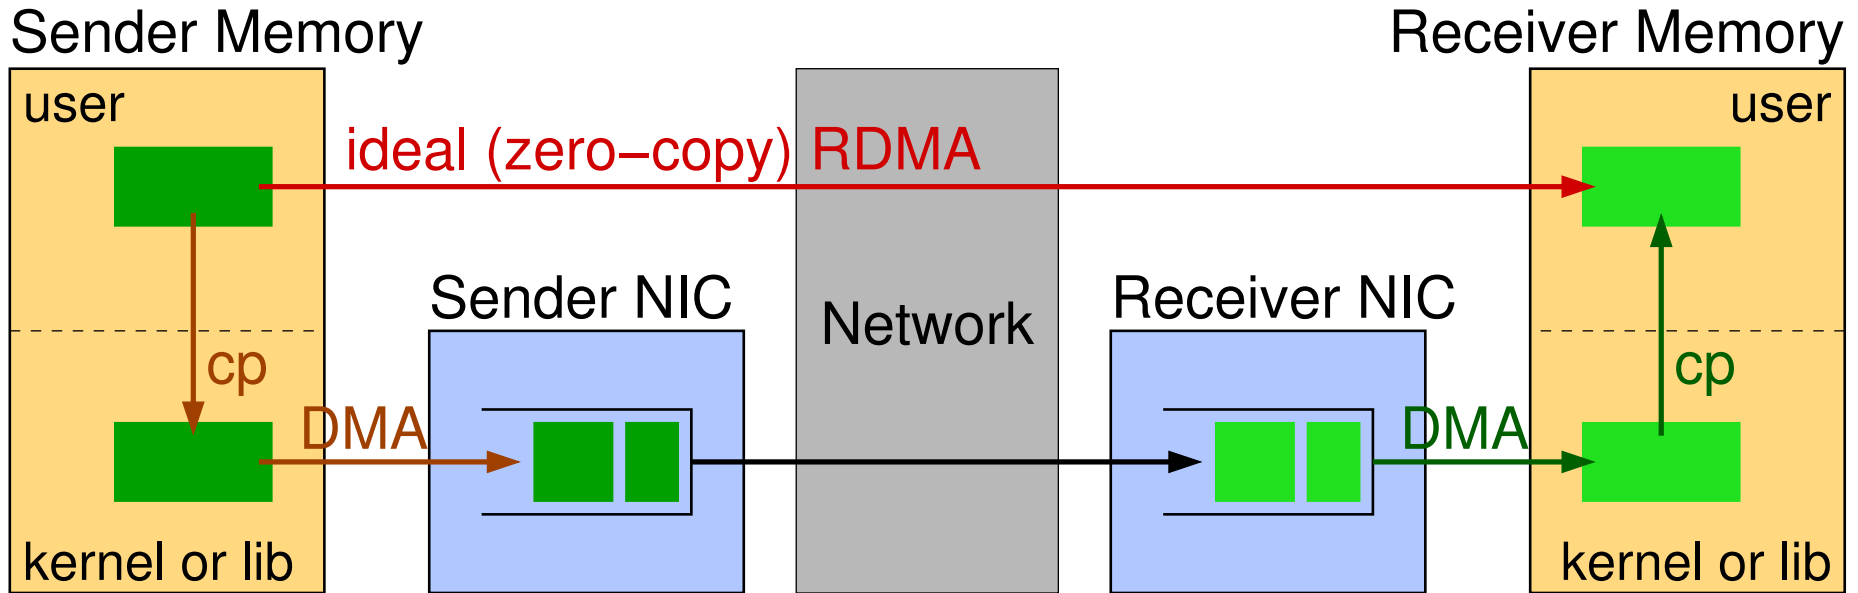 Sender Memory
Receiver Memory
user
user
ideal (zero−copy) RDMA
Sender NIC
Receiver NIC
Network
cp
cp
DMA
DMA
kernel or lib
kernel or lib